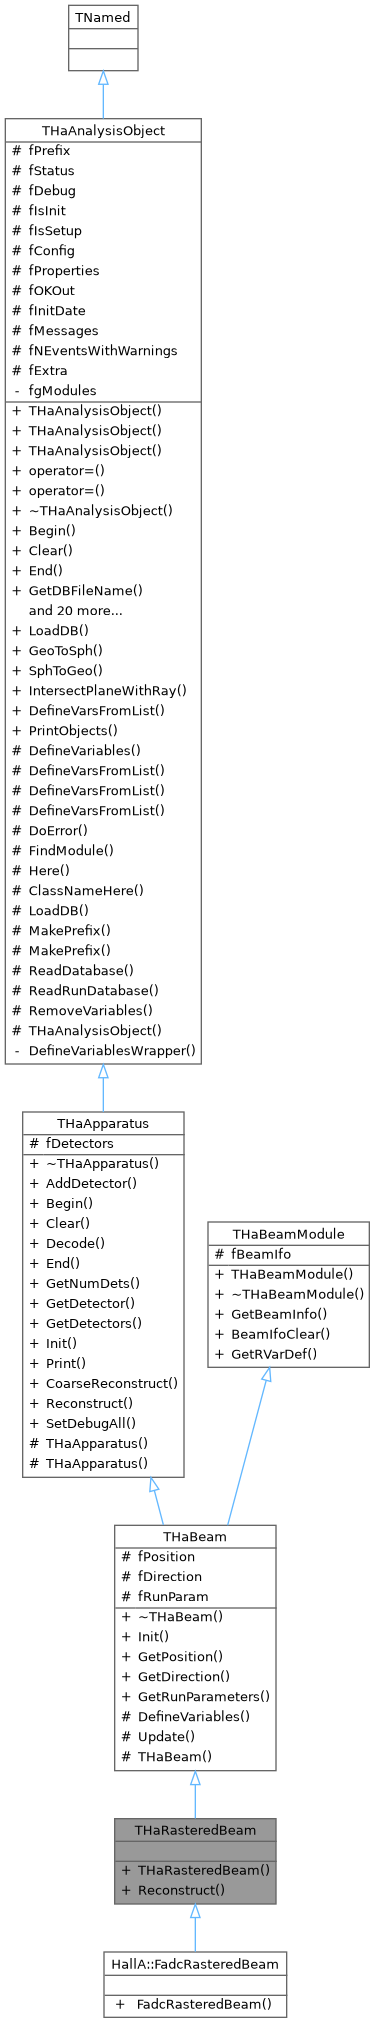 TNamed
THaAnalysisObject
# fPrefix
# fStatus
# fDebug
# fIsInit
# fIsSetup
# fConfig
# fProperties
# fOKOut
# fInitDate
# fMessages
# fNEventsWithWarnings
# fExtra
- fgModules
+ THaAnalysisObject()
+ THaAnalysisObject()
+ THaAnalysisObject()
+ operator=()
+ operator=()
+ ~THaAnalysisObject()
+ Begin()
+ Clear()
+ End()
+ GetDBFileName()
and 20 more...
+ LoadDB()
+ GeoToSph()
+ SphToGeo()
+ IntersectPlaneWithRay()
+ DefineVarsFromList()
+ PrintObjects()
# DefineVariables()
# DefineVarsFromList()
# DefineVarsFromList()
# DefineVarsFromList()
# DoError()
# FindModule()
# Here()
# ClassNameHere()
# LoadDB()
# MakePrefix()
# MakePrefix()
# ReadDatabase()
# ReadRunDatabase()
# RemoveVariables()
# THaAnalysisObject()
- DefineVariablesWrapper()
THaApparatus
# fDetectors
+ ~THaApparatus()
+ AddDetector()
+ Begin()
+ Clear()
+ Decode()
+ End()
+ GetNumDets()
+ GetDetector()
+ GetDetectors()
+ Init()
+ Print()
+ CoarseReconstruct()
+ Reconstruct()
+ SetDebugAll()
# THaApparatus()
# THaApparatus()
THaBeamModule
# fBeamIfo
+ THaBeamModule()
+ ~THaBeamModule()
+ GetBeamInfo()
+ BeamIfoClear()
+ GetRVarDef()
THaBeam
# fPosition
# fDirection
# fRunParam
+ ~THaBeam()
+ Init()
+ GetPosition()
+ GetDirection()
+ GetRunParameters()
# DefineVariables()
# Update()
# THaBeam()
THaRasteredBeam
+ THaRasteredBeam()
+ Reconstruct()
HallA::FadcRasteredBeam
+ FadcRasteredBeam()